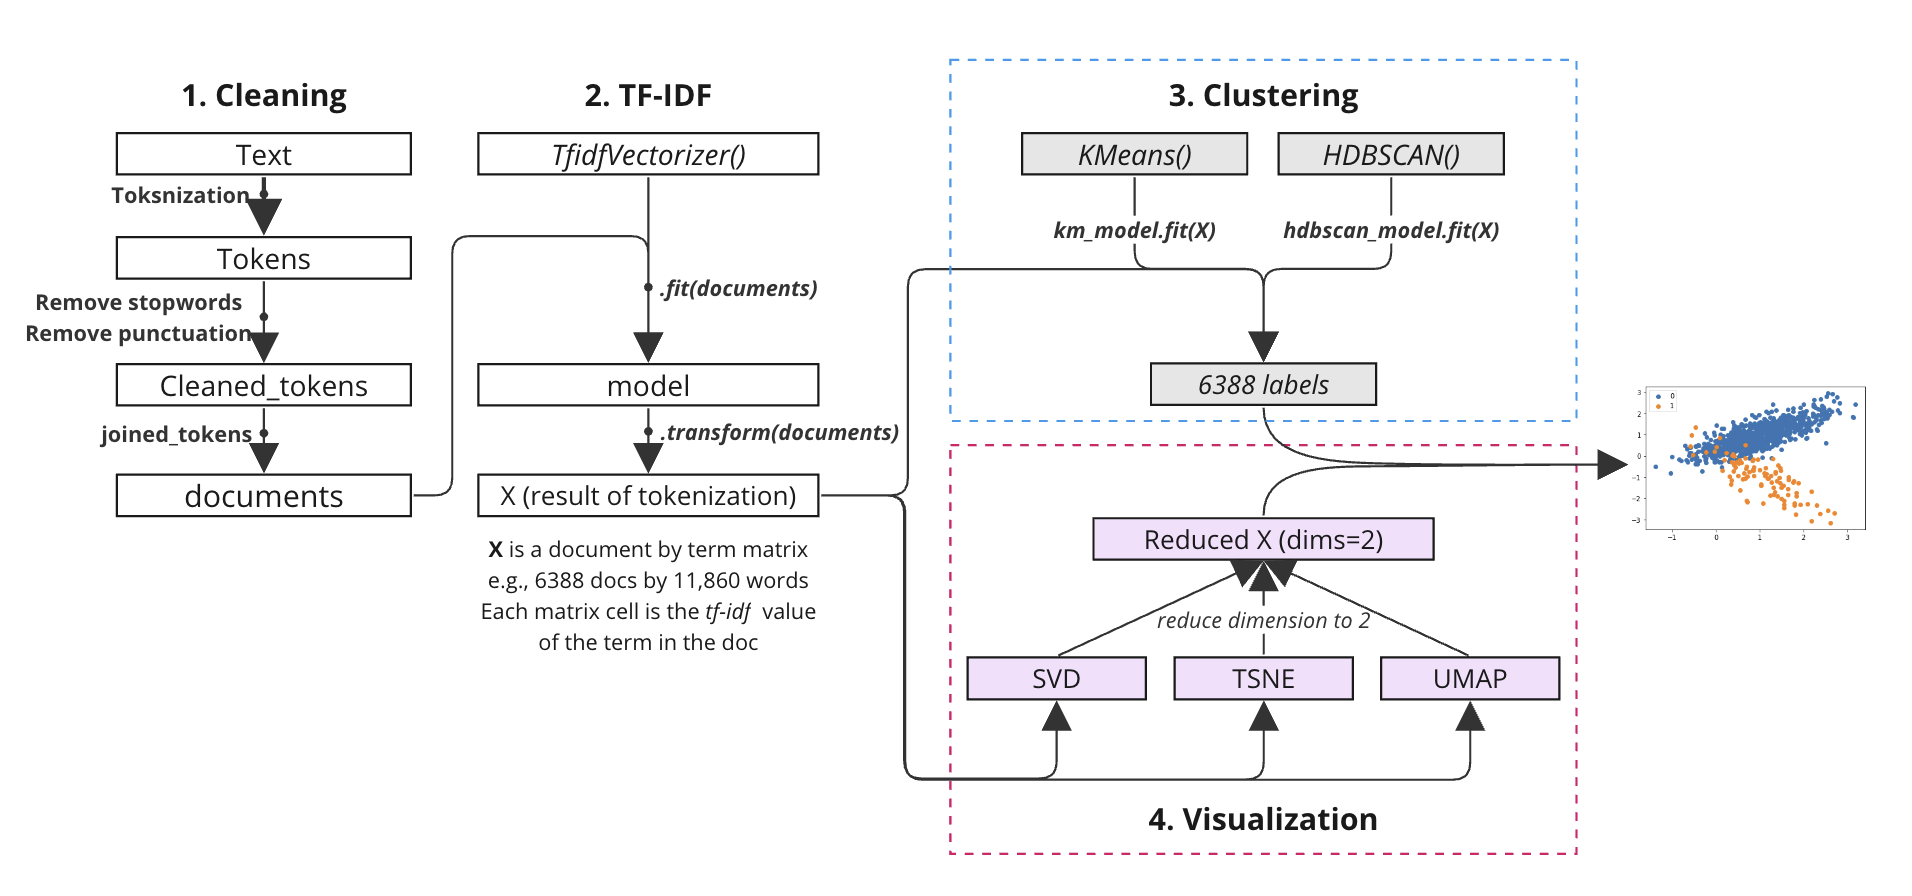 1. Cleaning
Text
Toksnization
Tokens
Remove stopwords
Remove punctuation
Cleaned_tokens
joined_tokens
documents
2. TF-IDF
TfidfVectorizer()
.fit(documents)
model
.transform(documents)
X (result of tokenization)
X is a document by term matrix
e.g., 6388 docs by 11,860 words
Each matrix cell is the tf-idf value
of the term in the doc
3. Clustering
KMeans()
HDBSCAN()
km_model.fit(X)
hdbscan_model.fit(X)
6388 labels
Reduced X (dims=2)
reduce dimension to 2
SVD
TSNE
UMAP
4. Visualization
0
1
3
2
1
0
−1
−2
−3
−1
0
1
2
3